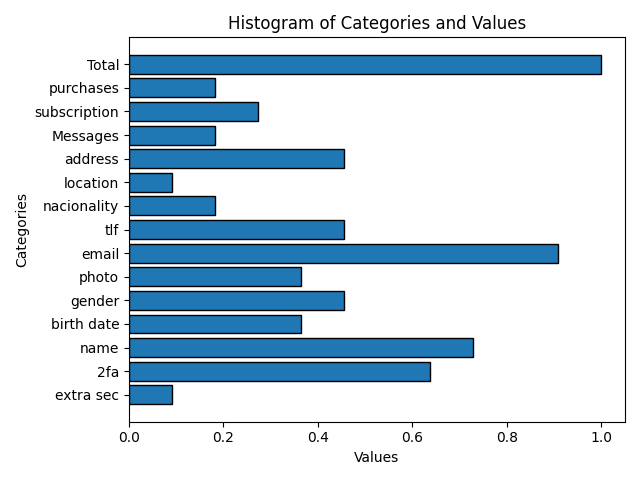 Histogram of Categories and Values
Categories
Total
purchases
subscription
Messages
address
location
nacionality
tlf
email
photo
gender
birth date
name
2fa
extra sec
0.0 0.2 0.4 0.6 0.8 1.0
Values